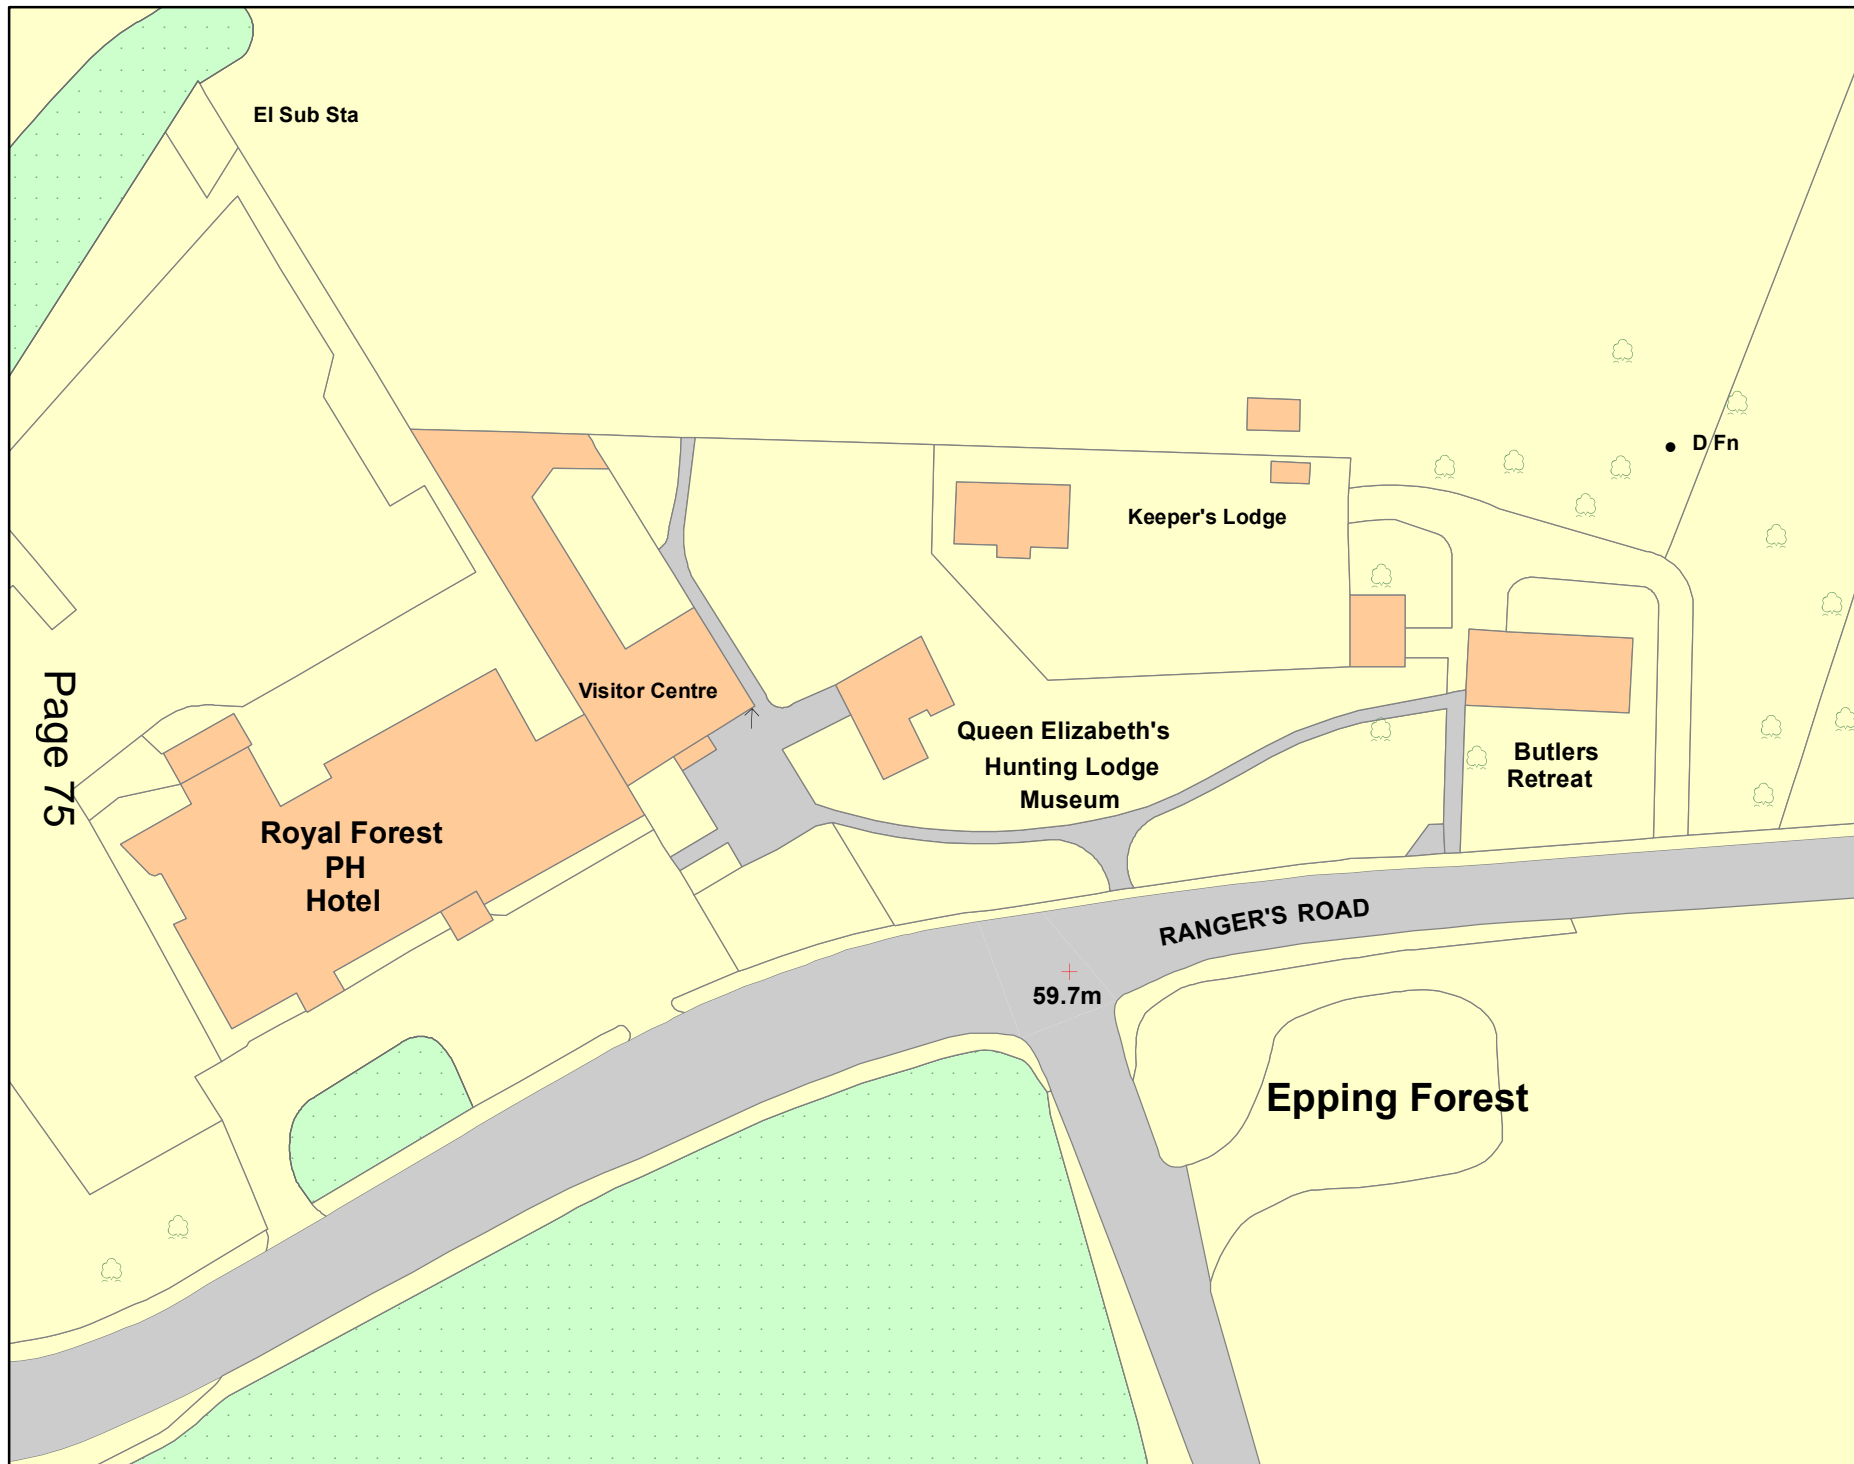 El Sub Sta
D Fn
Keeper's Lodge
Visitor Centre
Queen Elizabeth's
Hunting Lodge
Museum
Butlers
Retreat
Page 75
Royal Forest
PH
Hotel
RANGER'S ROAD
59.7m
Epping Forest